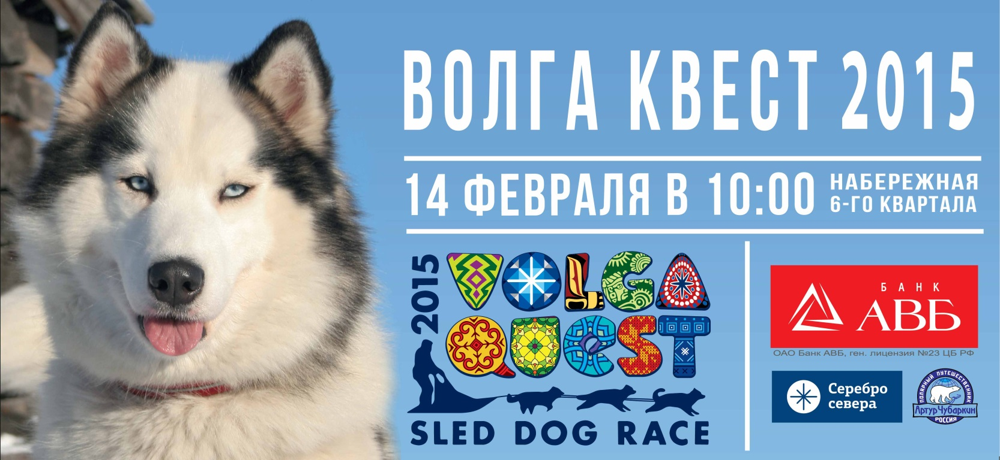 ВОЛГА КВЕСТ 2015
14 ФЕВРАЛЯ В 10:00
НАБЕРЕЖНАЯ
6-ГО КВАРТАЛА
2015
VOLGA
QUEST
SLED DOG RACE
БАНК
АВБ
ОАО Банк АВБ, ген. лицензия №23 ЦБ РФ
Серебро
севера
ПОЛЯРНЫЙ ПУТЕШЕСТВЕННИК
Артур Чубаркин
РОССИЯ